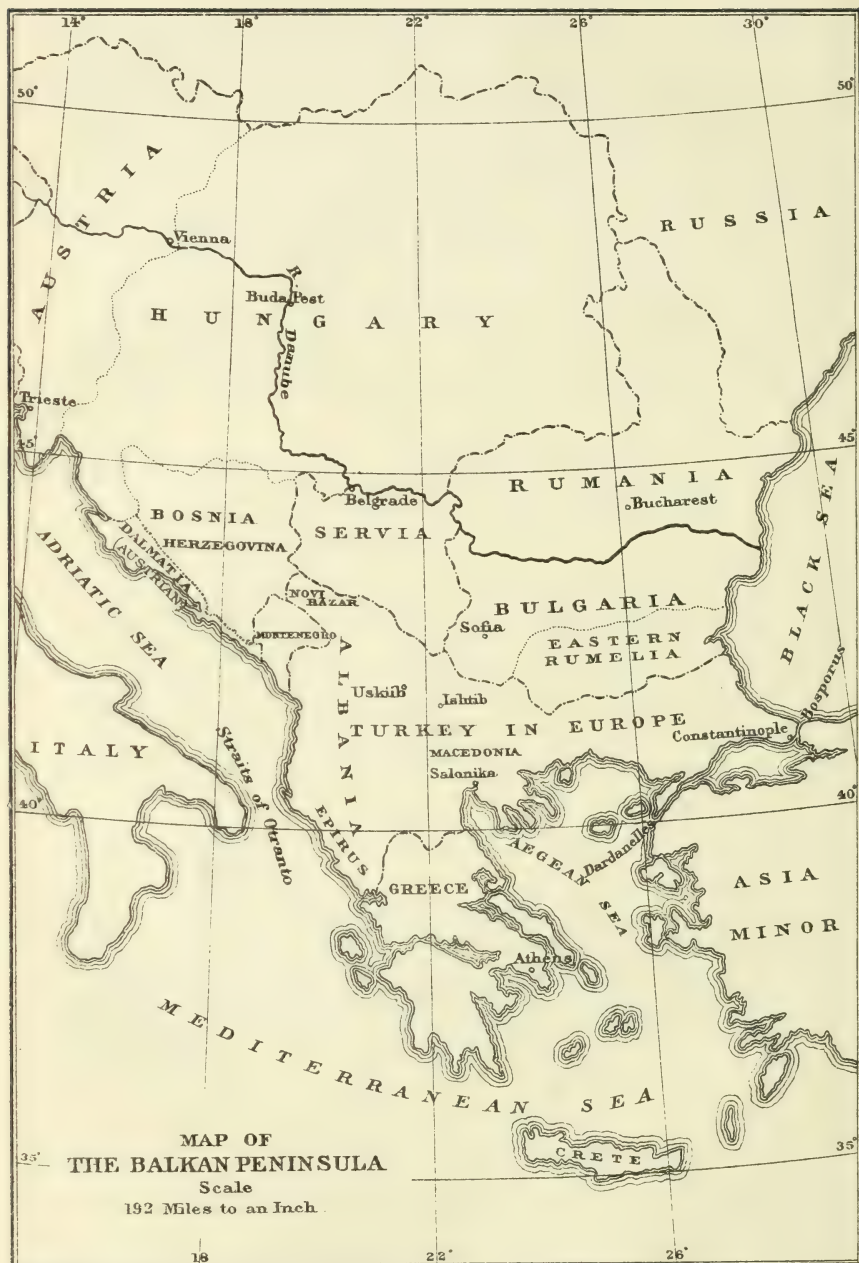 14°
18°
22°
26°
30°
50°
50°
AUSTRIA
RUSSIA
Vienna
R. Danube
Buda Pest
HUNGARY
Trieste
45°
45°
RUMANIA
Bucharest
Belgrade
BOSNIA
HERZEGOVINA
SERVIA
DALMATIA
(AUSTRIAN)
ADRIATIC SEA
BLACK SEA
NOVI
BAZAR
BULGARIA
Sofia
EASTERN
RUMELIA
MONTENEGRO
ALBANIA
Uskiib
Ishtib
Bosporus
TURKEY IN EUROPE
Constantinople
MACEDONIA
Salonika
ITALY
Straits of Otranto
40°
40°
EPIRUS
AEGEAN SEA
Dardanelles
GREECE
ASIA
MINOR
Athens
MEDITERRANEAN SEA
MAP OF
THE BALKAN PENINSULA
Scale
192 Miles to an Inch
35°
35°
CRETE
18
22°
26°